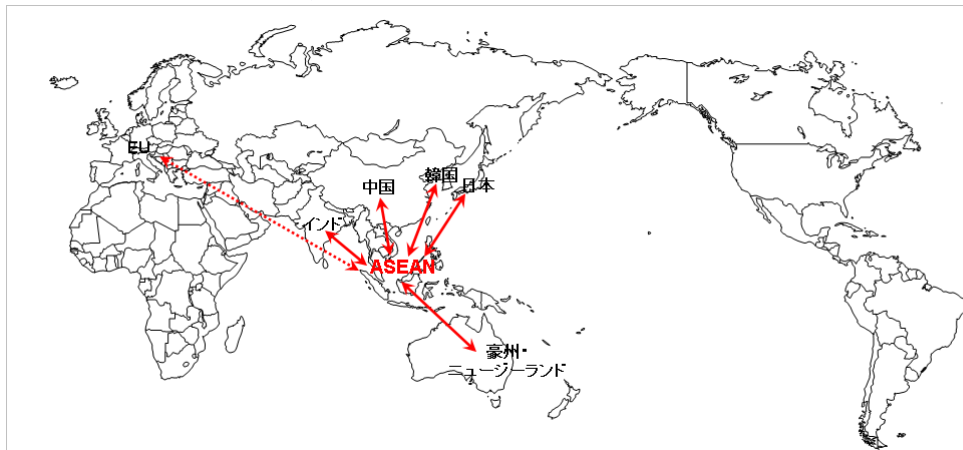 EU
韓国
中国
日本
インド
ASEAN
豪州・
ニュージーランド